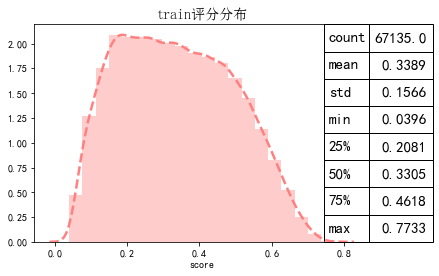 train评分分布
2.00
1.75
1.50
1.25
1.00
0.75
0.50
0.25
0.00
0.0 0.2 0.4 0.6 0.8
score
count 67135.0
mean 0.3389
std 0.1566
min 0.0396
25% 0.2081
50% 0.3305
75% 0.4618
max 0.7733